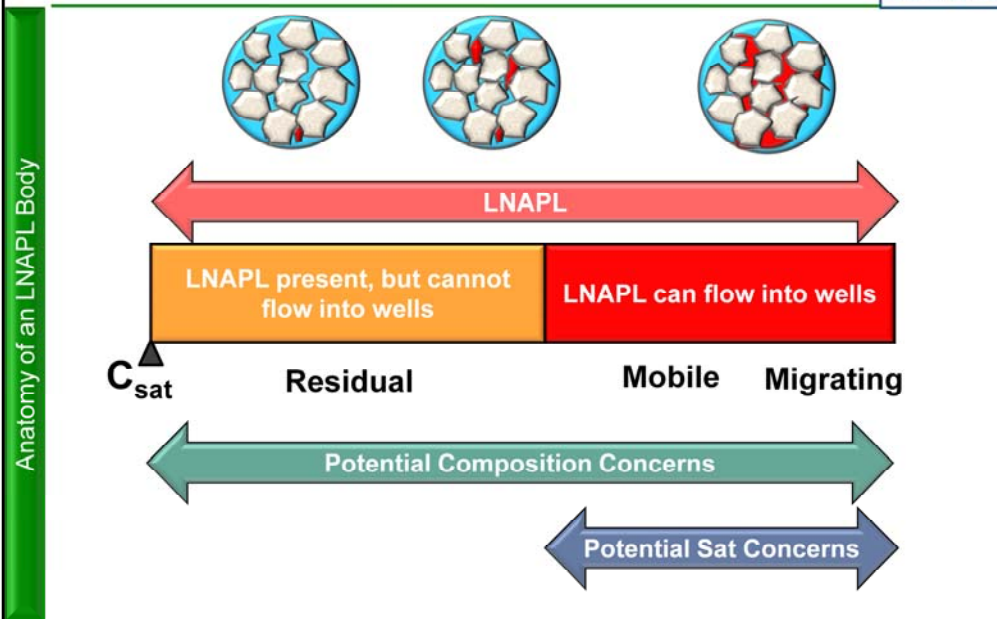 Anatomy of an LNAPL Body
LNAPL
LNAPL present, but cannot
flow into wells
LNAPL can flow into wells
Csat
Residual
Mobile
Migrating
Potential Composition Concerns
Potential Sat Concerns